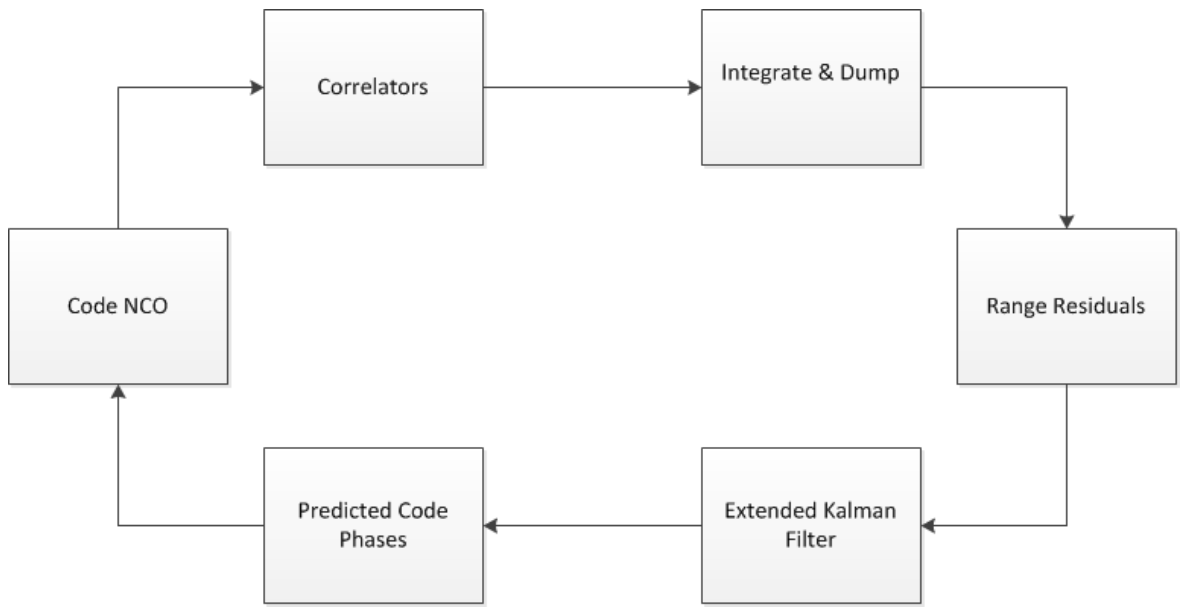 Correlators
Integrate & Dump
Code NCO
Range Residuals
Predicted Code
Phases
Extended Kalman
Filter